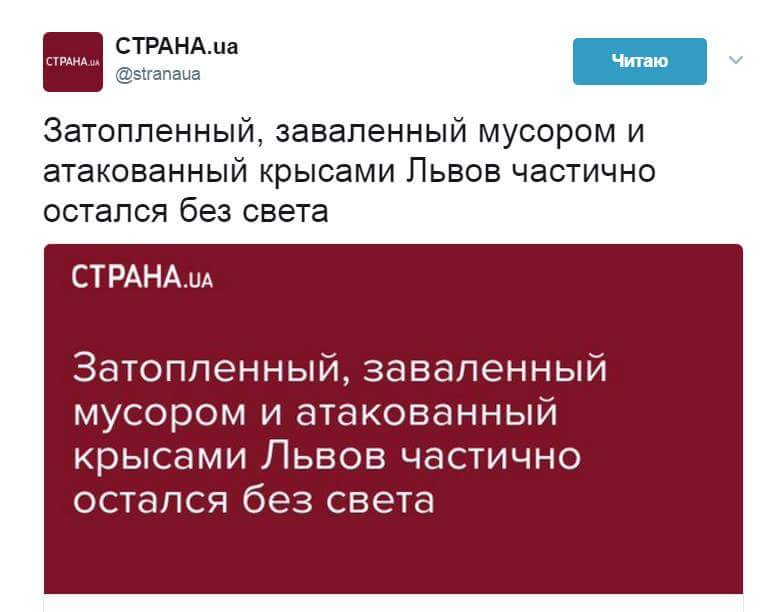 СТРАНА.ua
СТРАНА.UA
@stranaua
Читаю
Затопленный, заваленный мусором и
атакованный крысами Львов частично
остался без света
СТРАНА.UA
Затопленный, заваленный
мусором и атакованный
крысами Львов частично
остался без света